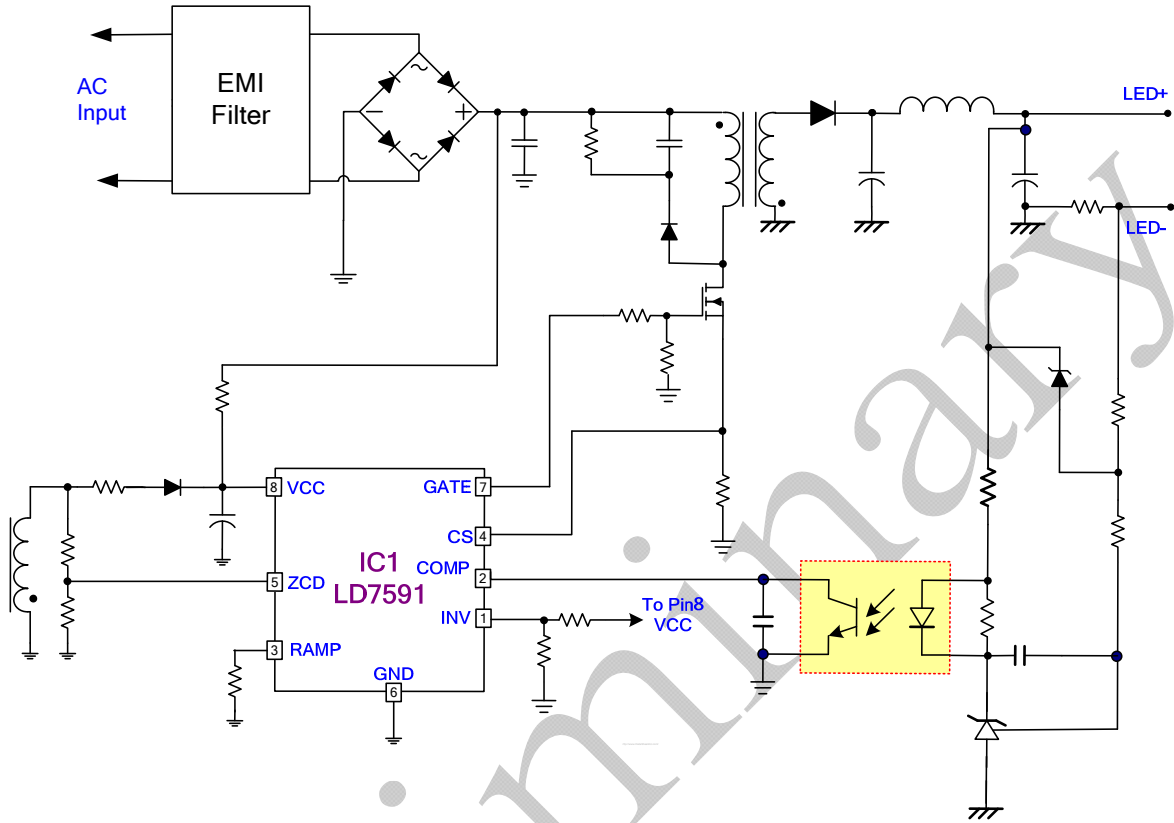 EMI
Filter
AC
Input
LED+
LED-
8 VCC
GATE 7
CS 4
IC1
LD7591
COMP 2
5 ZCD
INV 1
To Pin8
VCC
3 RAMP
GND
6
iminary